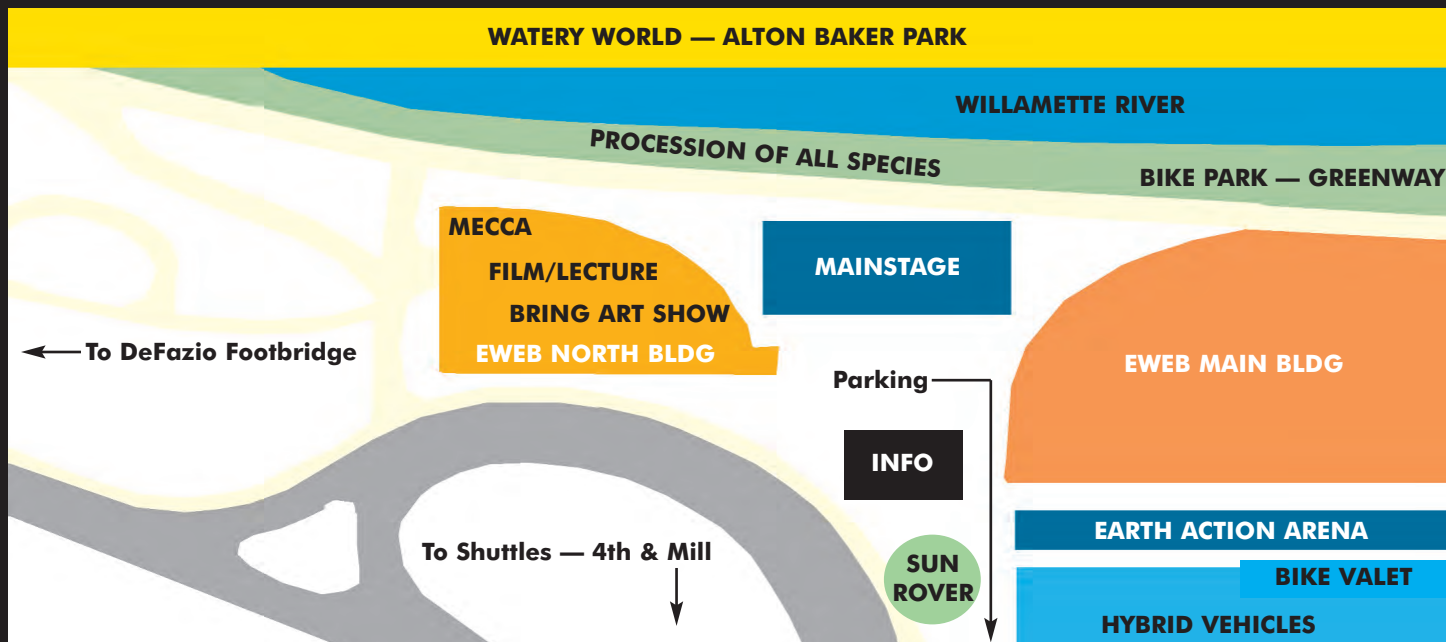 WATERY WORLD — ALTON BAKER PARK
WILLAMETTE RIVER
PROCESSION OF ALL SPECIES
BIKE PARK — GREENWAY
MECCA
FILM/LECTURE
BRING ART SHOW
EWEB NORTH BLDG
MAINSTAGE
To DeFazio Footbridge
EWEB MAIN BLDG
Parking
INFO
EARTH ACTION ARENA
To Shuttles — 4th & Mill
SUN
ROVER
BIKE VALET
HYBRID VEHICLES